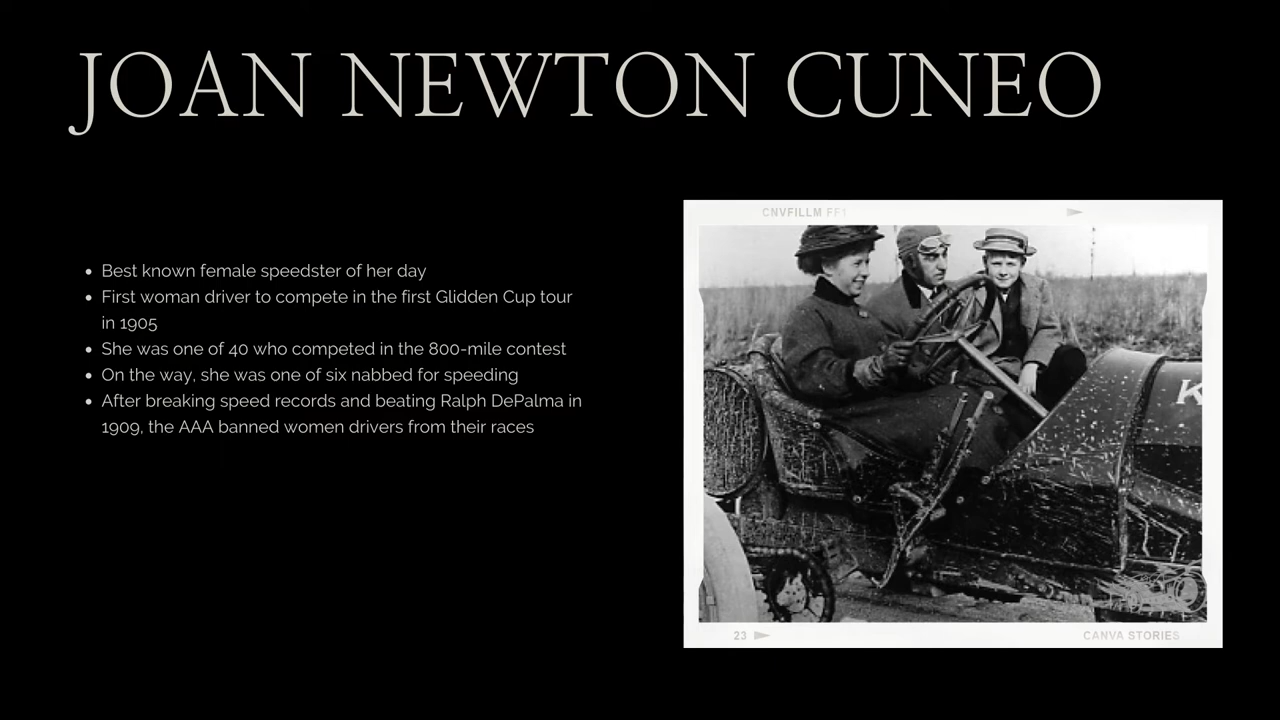 JOAN NEWTON CUNEO
Best known female speedster of her day
First woman driver to compete in the first Glidden Cup tour
in 1905
She was one of 40 who competed in the 800-mile contest
On the way, she was one of six nabbed for speeding
After breaking speed records and beating Ralph DePalma in
1909, the AAA banned women drivers from their races
CNVFILLM FF1
K
23
CANVA STORIES